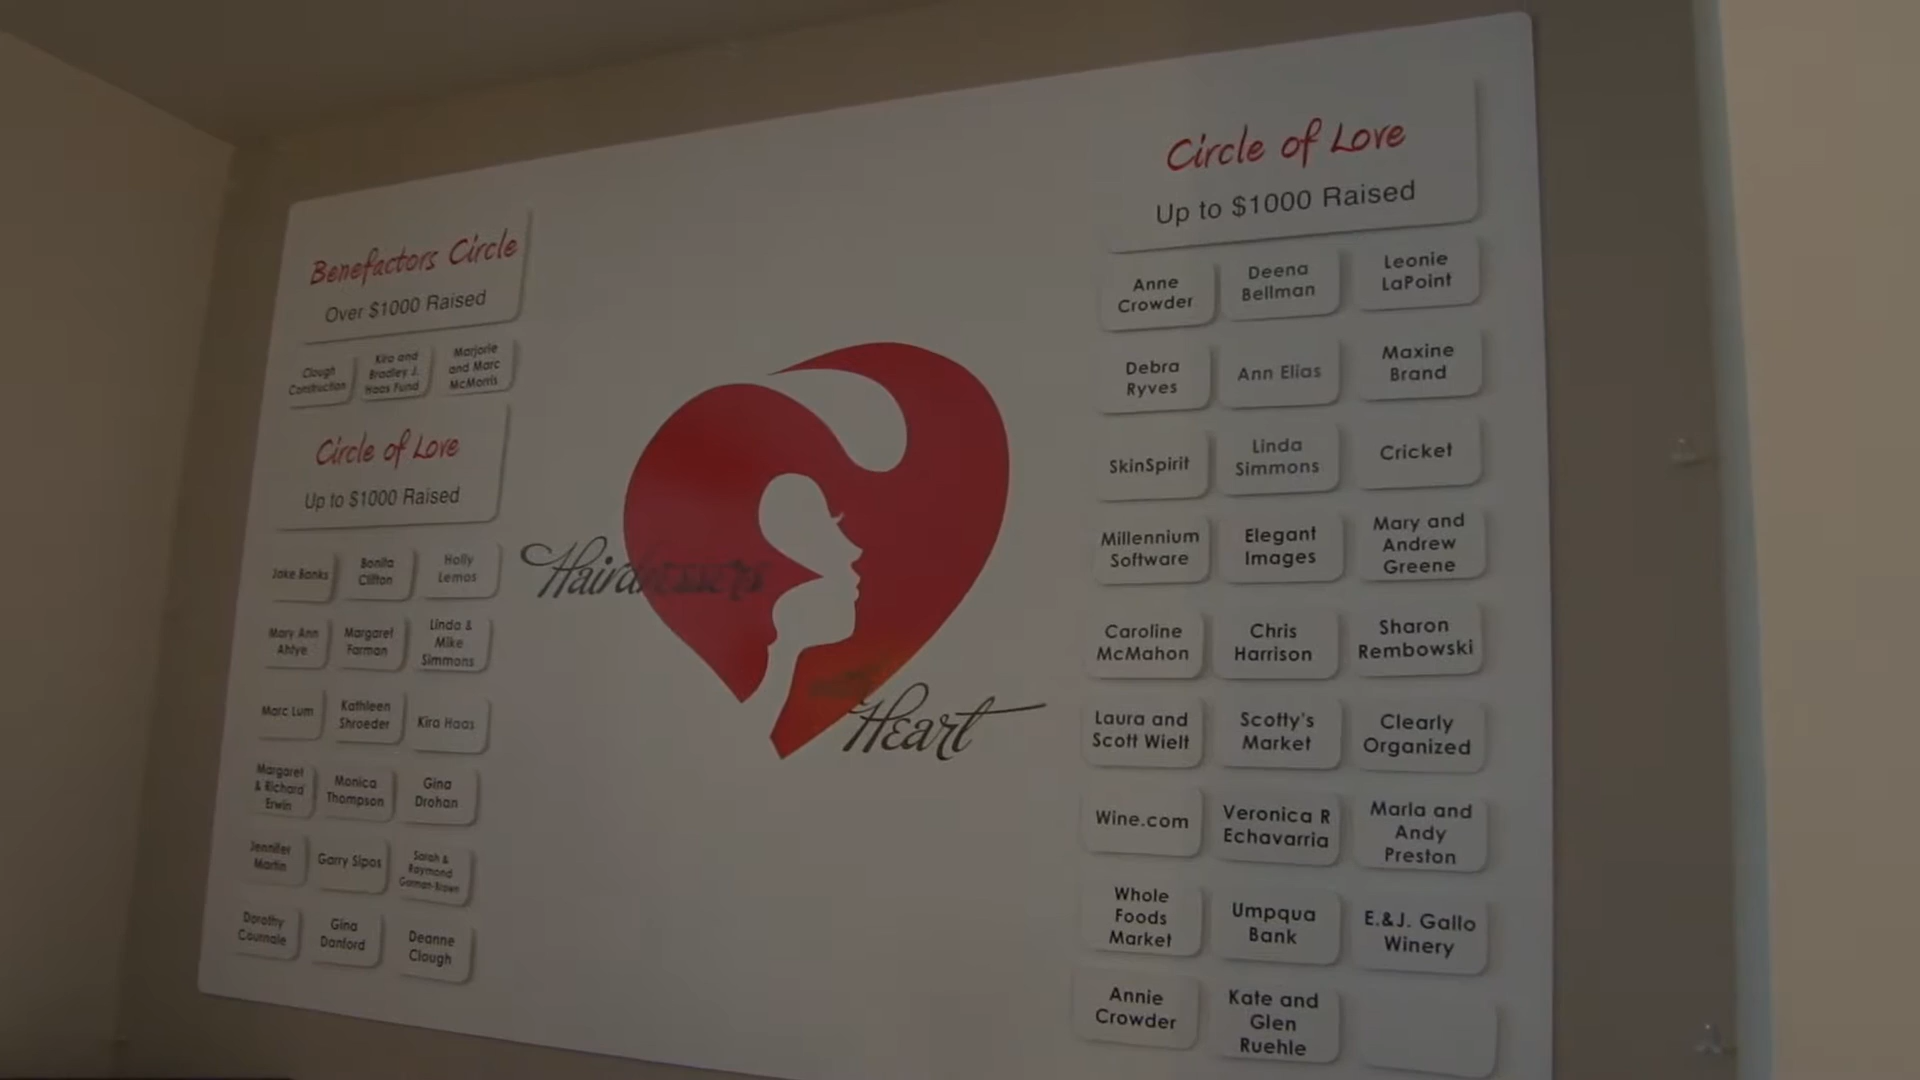 Benefactors Circle
Over $1000 Raised
Clough
Construction
Kira and
Bradley J.
Haas Fund
Marjorie
and Marc
McMorris
Circle of Love
Up to $1000 Raised
Jake Banks
Bonita
Clifton
Holly
Lemos
Mary Ann
Ahlye
Margaret
Farman
Linda &
Mike
Simmons
Marc Lum
Kathleen
Shroeder
Kira Haas
Margaret
& Richard
Erwin
Monica
Thompson
Gina
Drohan
Jennifer
Martin
Garry Sipos
Sarah &
Raymond
Gorman-Brown
Dorothy
Gina
Danford
Deanne
Clough
Hairdressers
Heart
Circle of Love
Up to $1000 Raised
Anne
Crowder
Deena
Bellman
Leonie
LaPoint
Debra
Ryves
Ann Elias
Maxine
Brand
SkinSpirit
Linda
Simmons
Cricket
Millennium
Software
Elegant
Images
Mary and
Andrew
Greene
Caroline
McMahon
Chris
Harrison
Sharon
Rembowski
Laura and
Scott Wielt
Scotty's
Market
Clearly
Organized
Wine.com
Veronica R
Echavarria
Marla and
Andy
Preston
Whole
Foods
Market
Umpqua
Bank
E.&J. Gallo
Winery
Annie
Crowder
Kate and
Glen
Ruehle